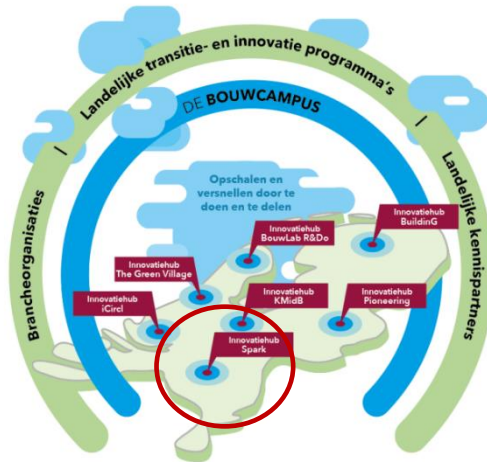 Brancheorganisaties | Landelijke transitie- en innovatie programma's | Landelijke kennispartners
DE BOUWCAMPUS
Opschalen en
versnellen door te
doen en te delen
Innovatiehub
BuildinG
Innovatiehub
BouwLab R&Do
Innovatiehub
The Green Village
Innovatiehub
iCircl
Innovatiehub
KMidB
Innovatiehub
Pioneering
Innovatiehub
Spark